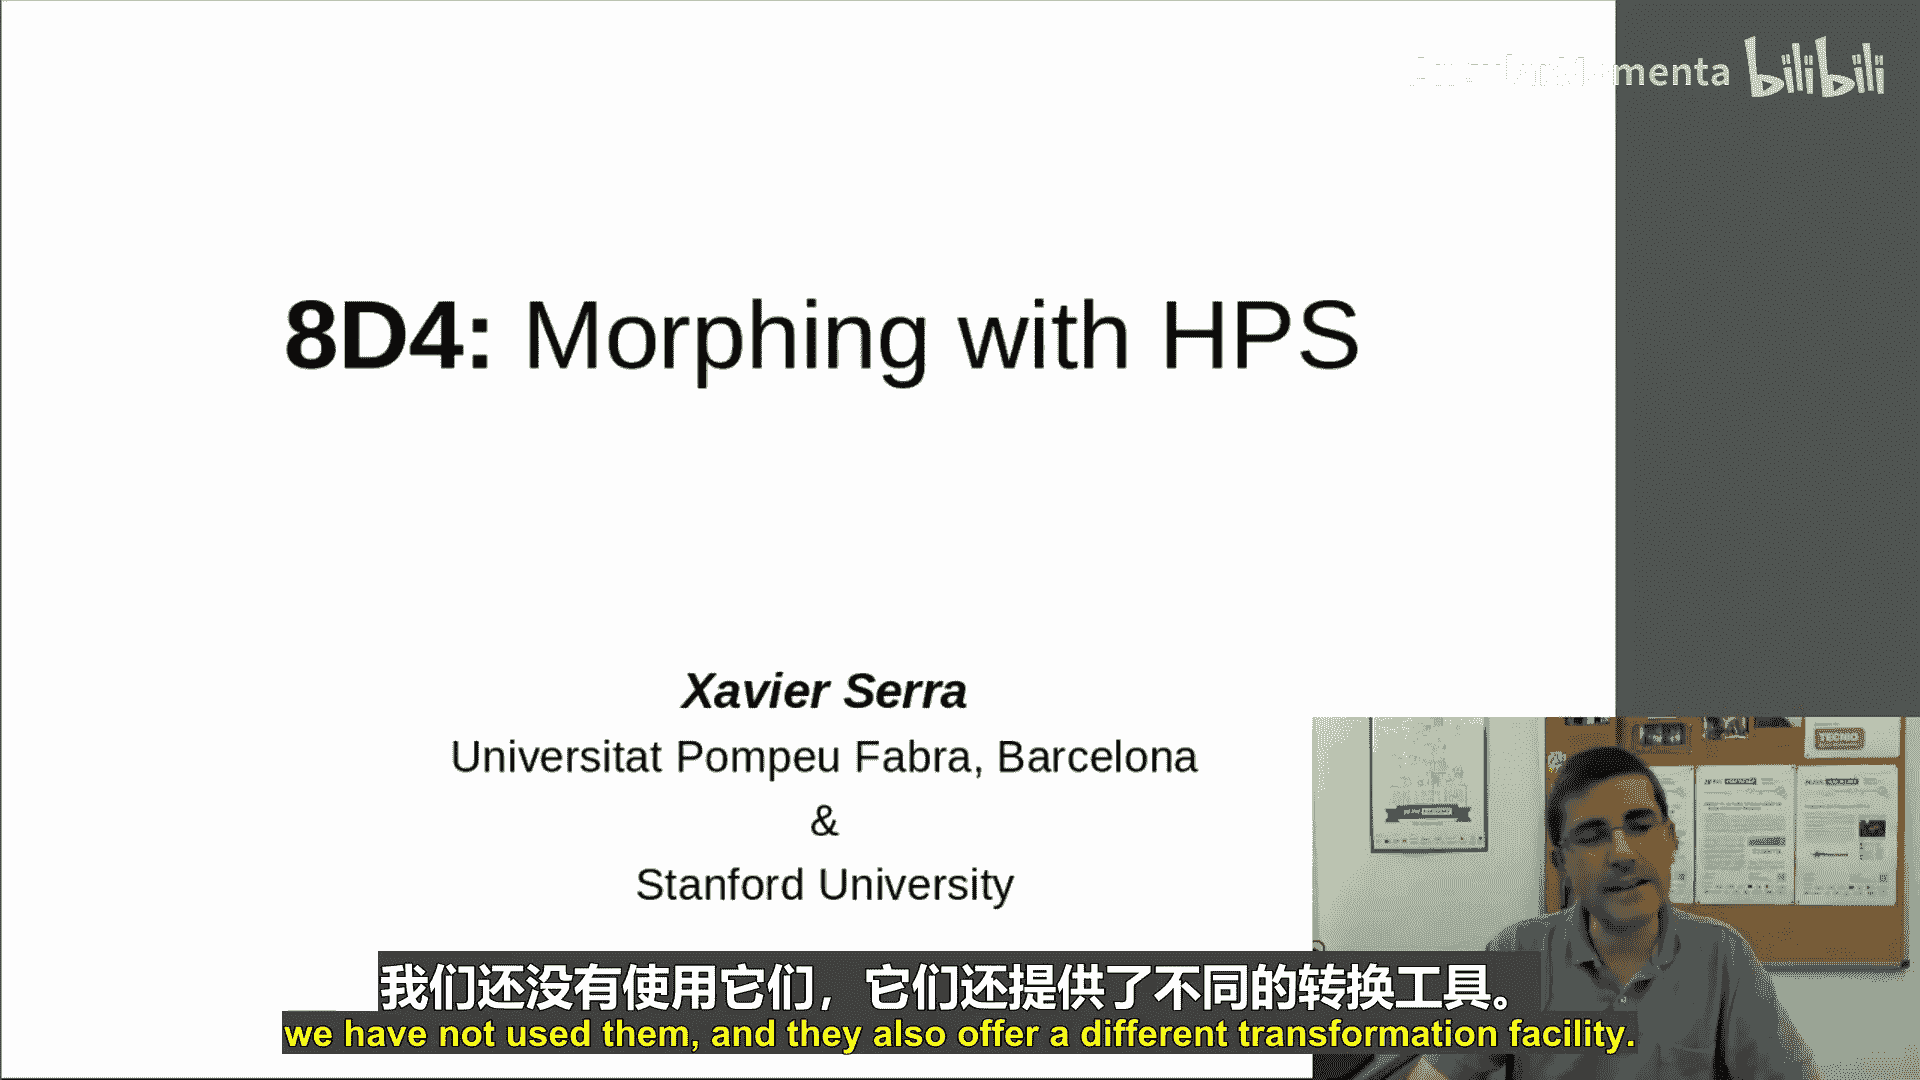 menta bilibili
8D4: Morphing with HPS
Xavier Serra
Universitat Pompeu Fabra, Barcelona
&
Stanford University
我们还没有使用它们，它们还提供了不同的转换工具。
we have not used them, and they also offer a different transformation facility.